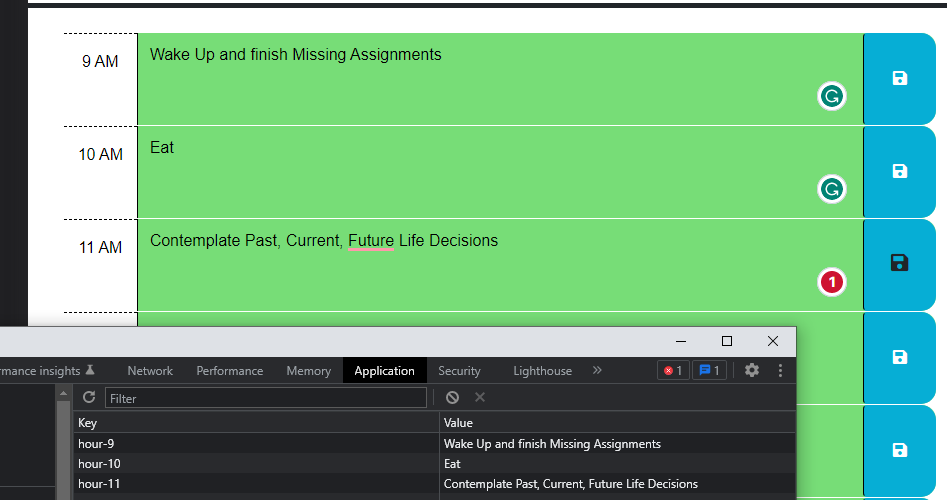 9 AM
Wake Up and finish Missing Assignments
10 AM
Eat
11 AM
Contemplate Past, Current, Future Life Decisions
1
rmance insights
Network
Performance
Memory
Application
Security
Lighthouse
»
1
1
Filter
Key
Value
hour-9
Wake Up and finish Missing Assignments
hour-10
Eat
hour-11
Contemplate Past, Current, Future Life Decisions